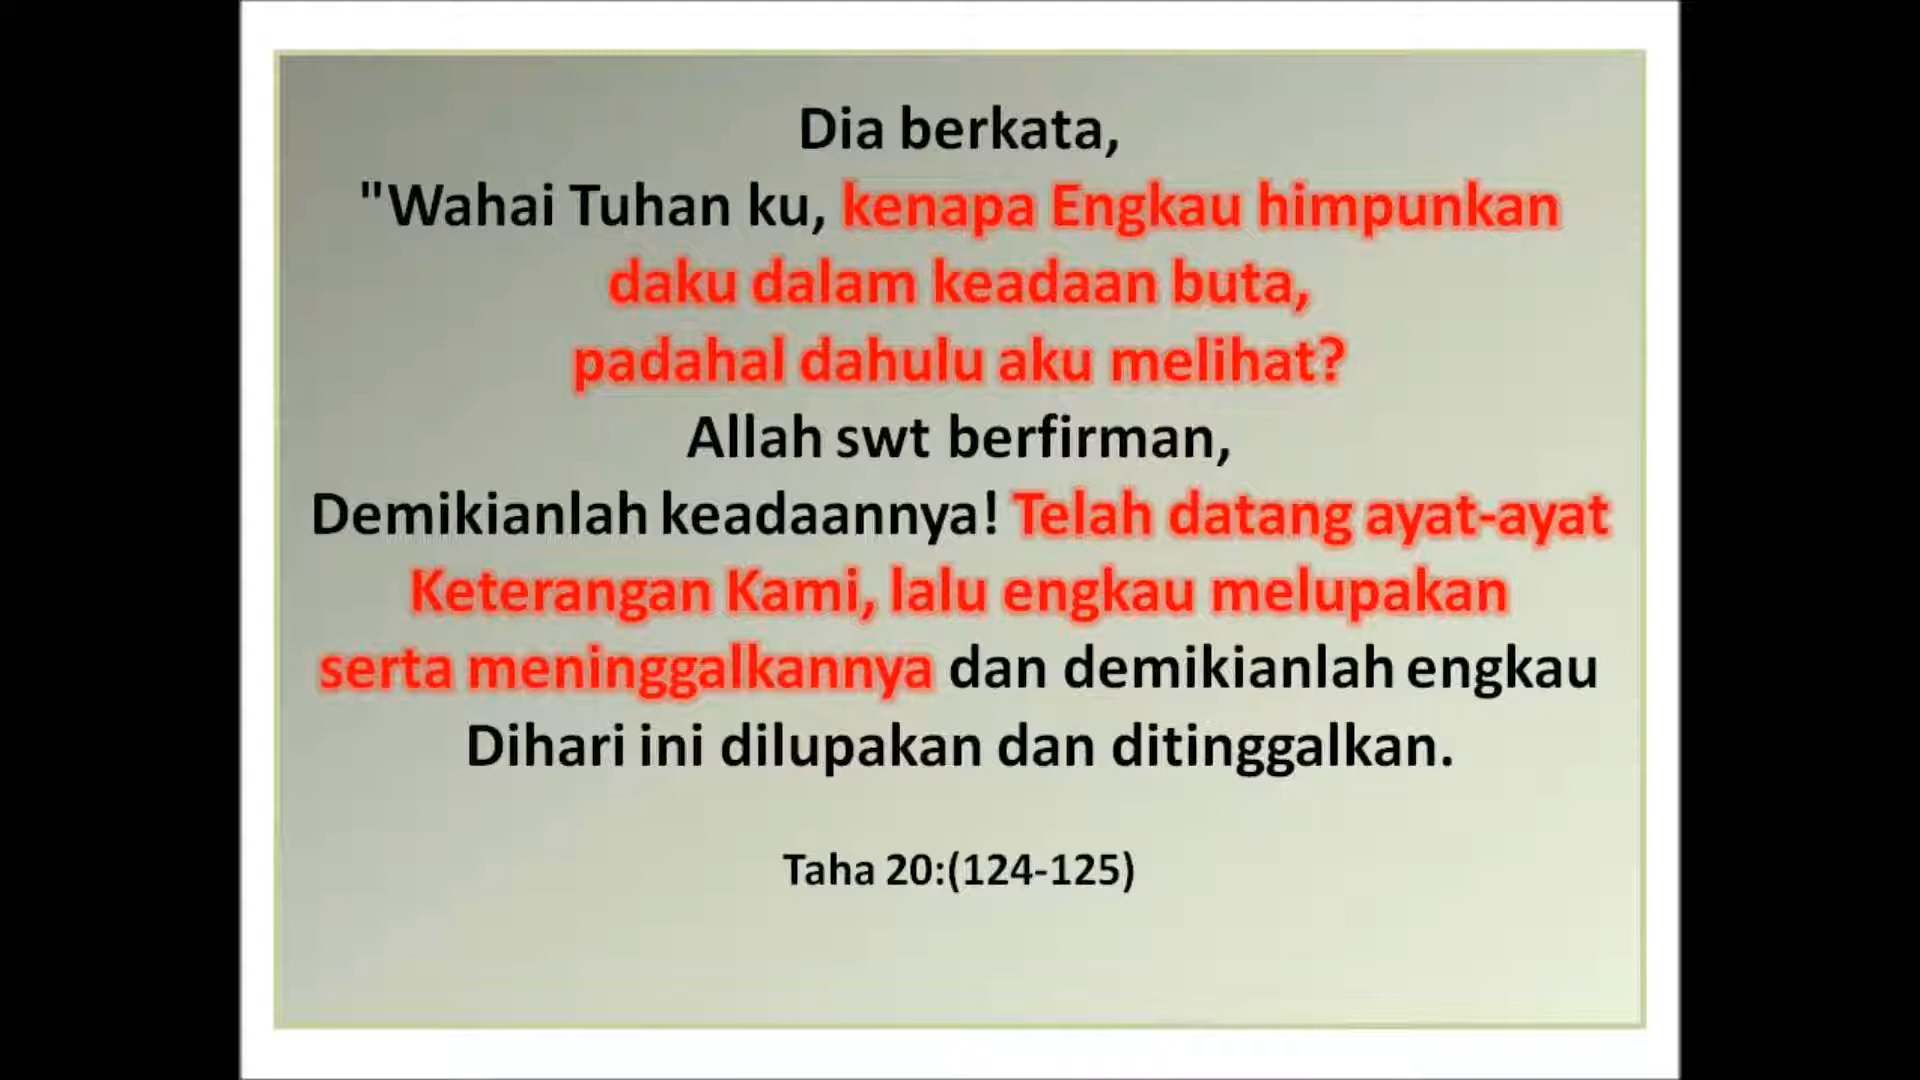 Dia berkata,
"Wahai Tuhan ku, kenapa Engkau himpunkan
daku dalam keadaan buta,
padahal dahulu aku melihat?
Allah swt berfirman,
Demikianlah keadaannya! Telah datang ayat-ayat
Keterangan Kami, lalu engkau melupakan
serta meninggalkannya dan demikianlah engkau
Dihari ini dilupakan dan ditinggalkan.
Taha 20:(124-125)